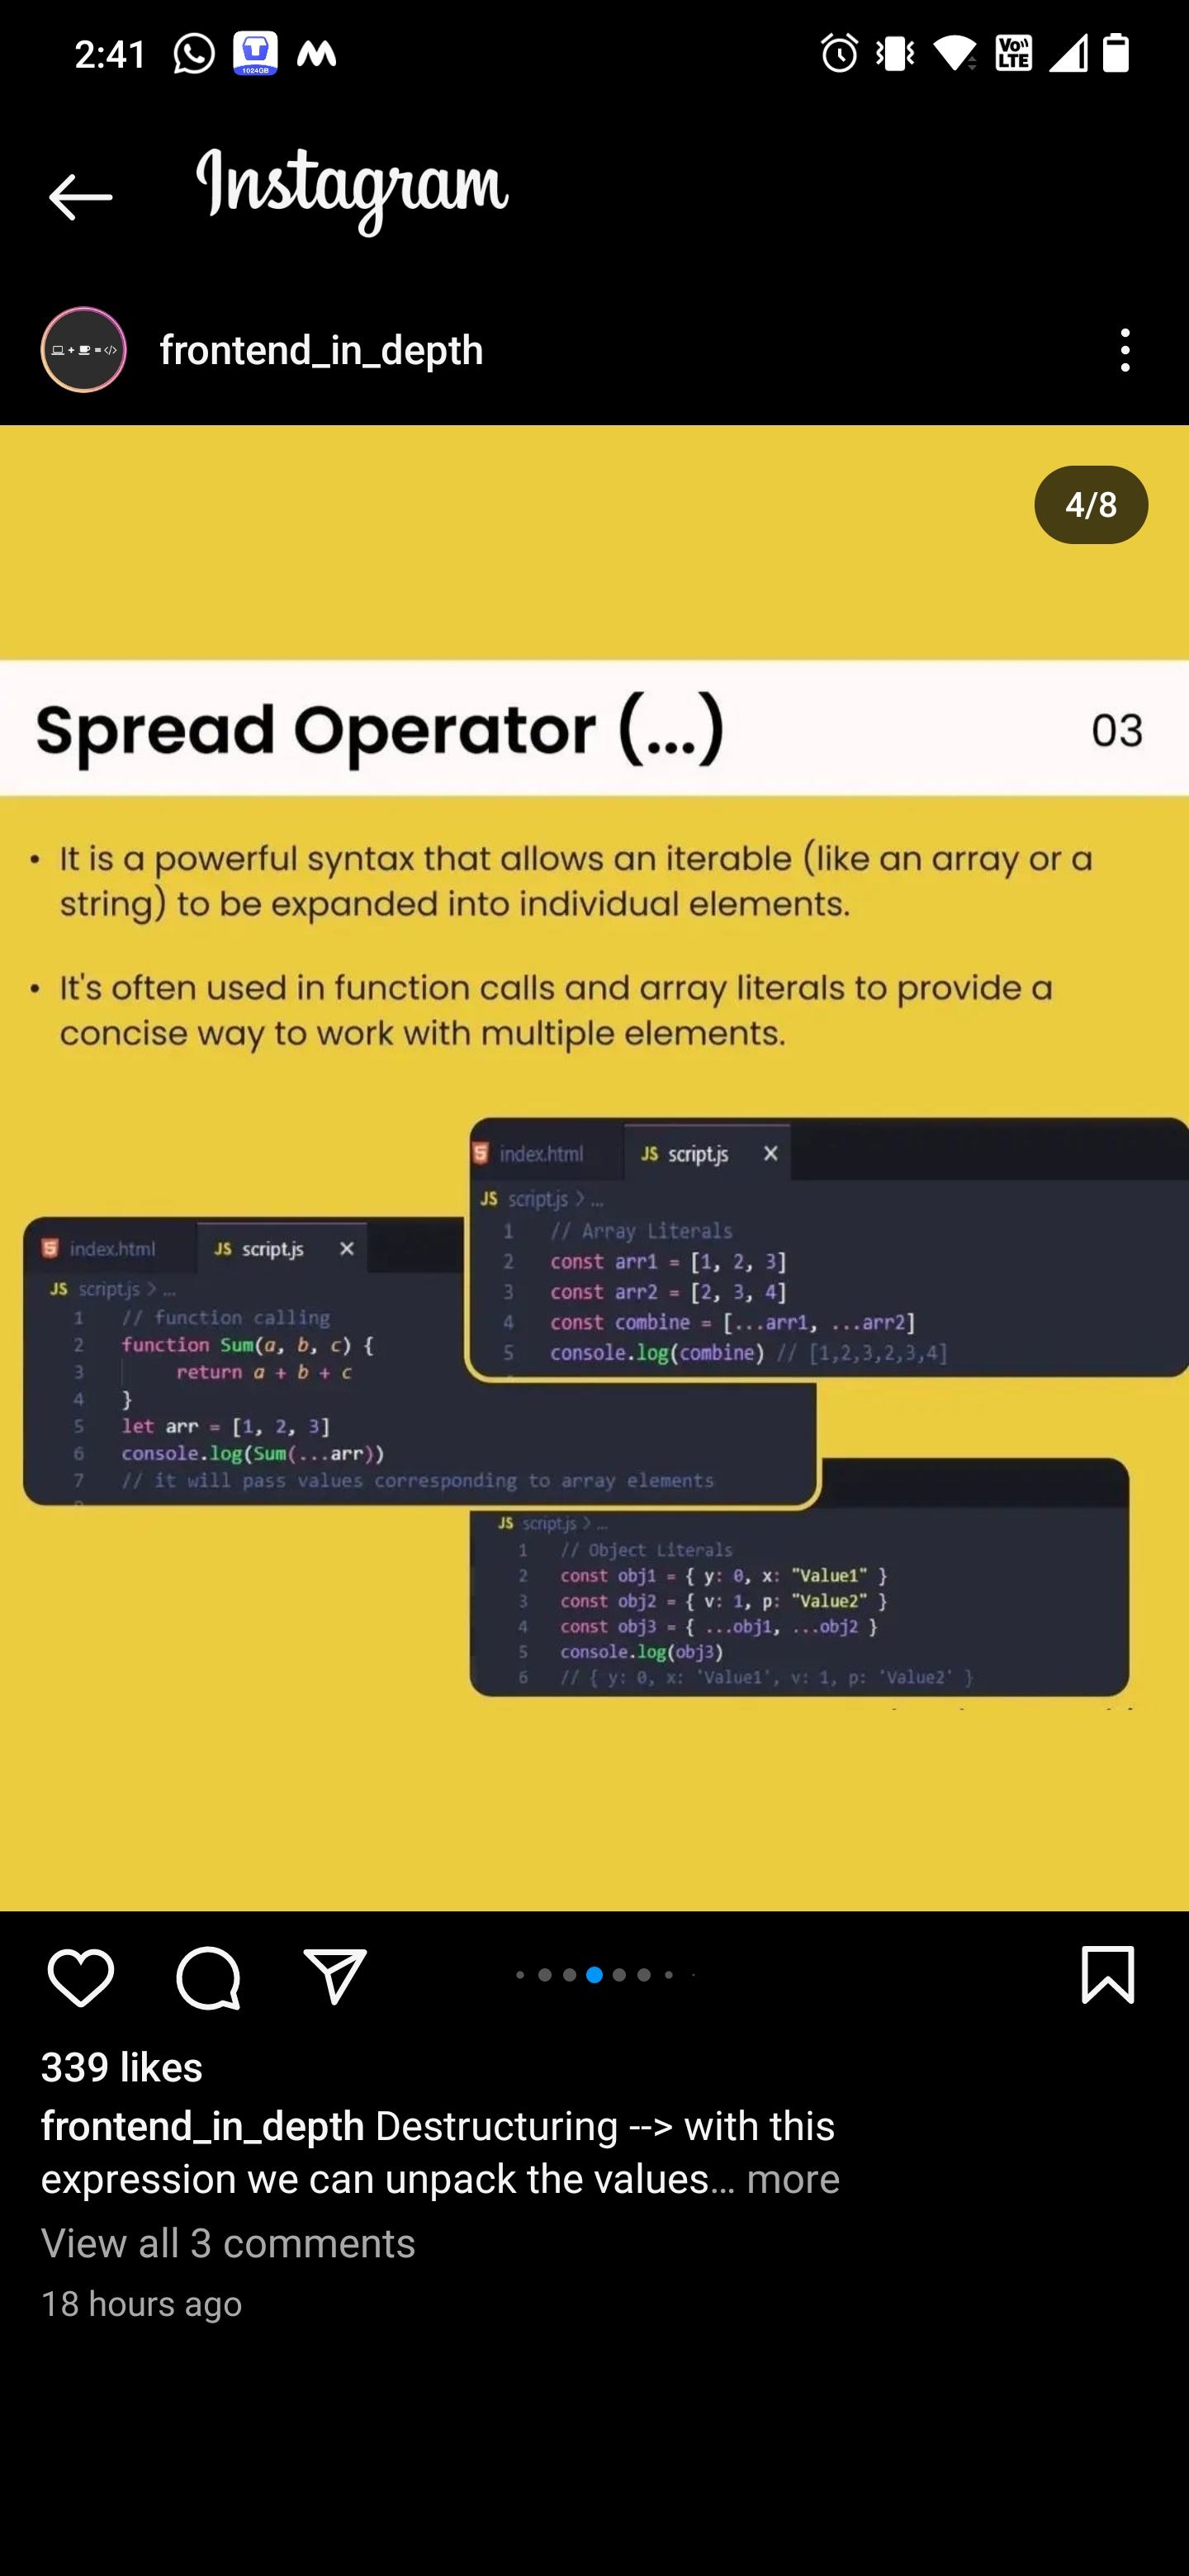 2:41
1024GB
Vo))
LTE
Instagram
frontend_in_depth
4/8
Spread Operator (...)
03
• It is a powerful syntax that allows an iterable (like an array or a
string) to be expanded into individual elements.
• It's often used in function calls and array literals to provide a
concise way to work with multiple elements.
index.html
JS script.js X
JS script.js > ...
1 // Array Literals
2 const arr1 = [1, 2, 3]
3 const arr2 = [2, 3, 4]
4 const combine = [...arr1, ...arr2]
5 console.log(combine) // [1,2,3,2,3,4]
index.html
JS script.js X
JS script.js > ...
1 // function calling
2 function Sum(a, b, c) {
3 return a + b + c
4 }
5 let arr = [1, 2, 3]
6 console.log(Sum(...arr))
7 // it will pass values corresponding to array elements
JS script.js > ...
1 // Object Literals
2 const obj1 = { y: 0, x: "Value1" }
3 const obj2 = { v: 1, p: "Value2" }
4 const obj3 = { ...obj1, ...obj2 }
5 console.log(obj3)
6 // { y: 0, x: 'Value1', v: 1, p: 'Value2' }
339 likes
frontend_in_depth Destructuring --> with this
expression we can unpack the values... more
View all 3 comments
18 hours ago